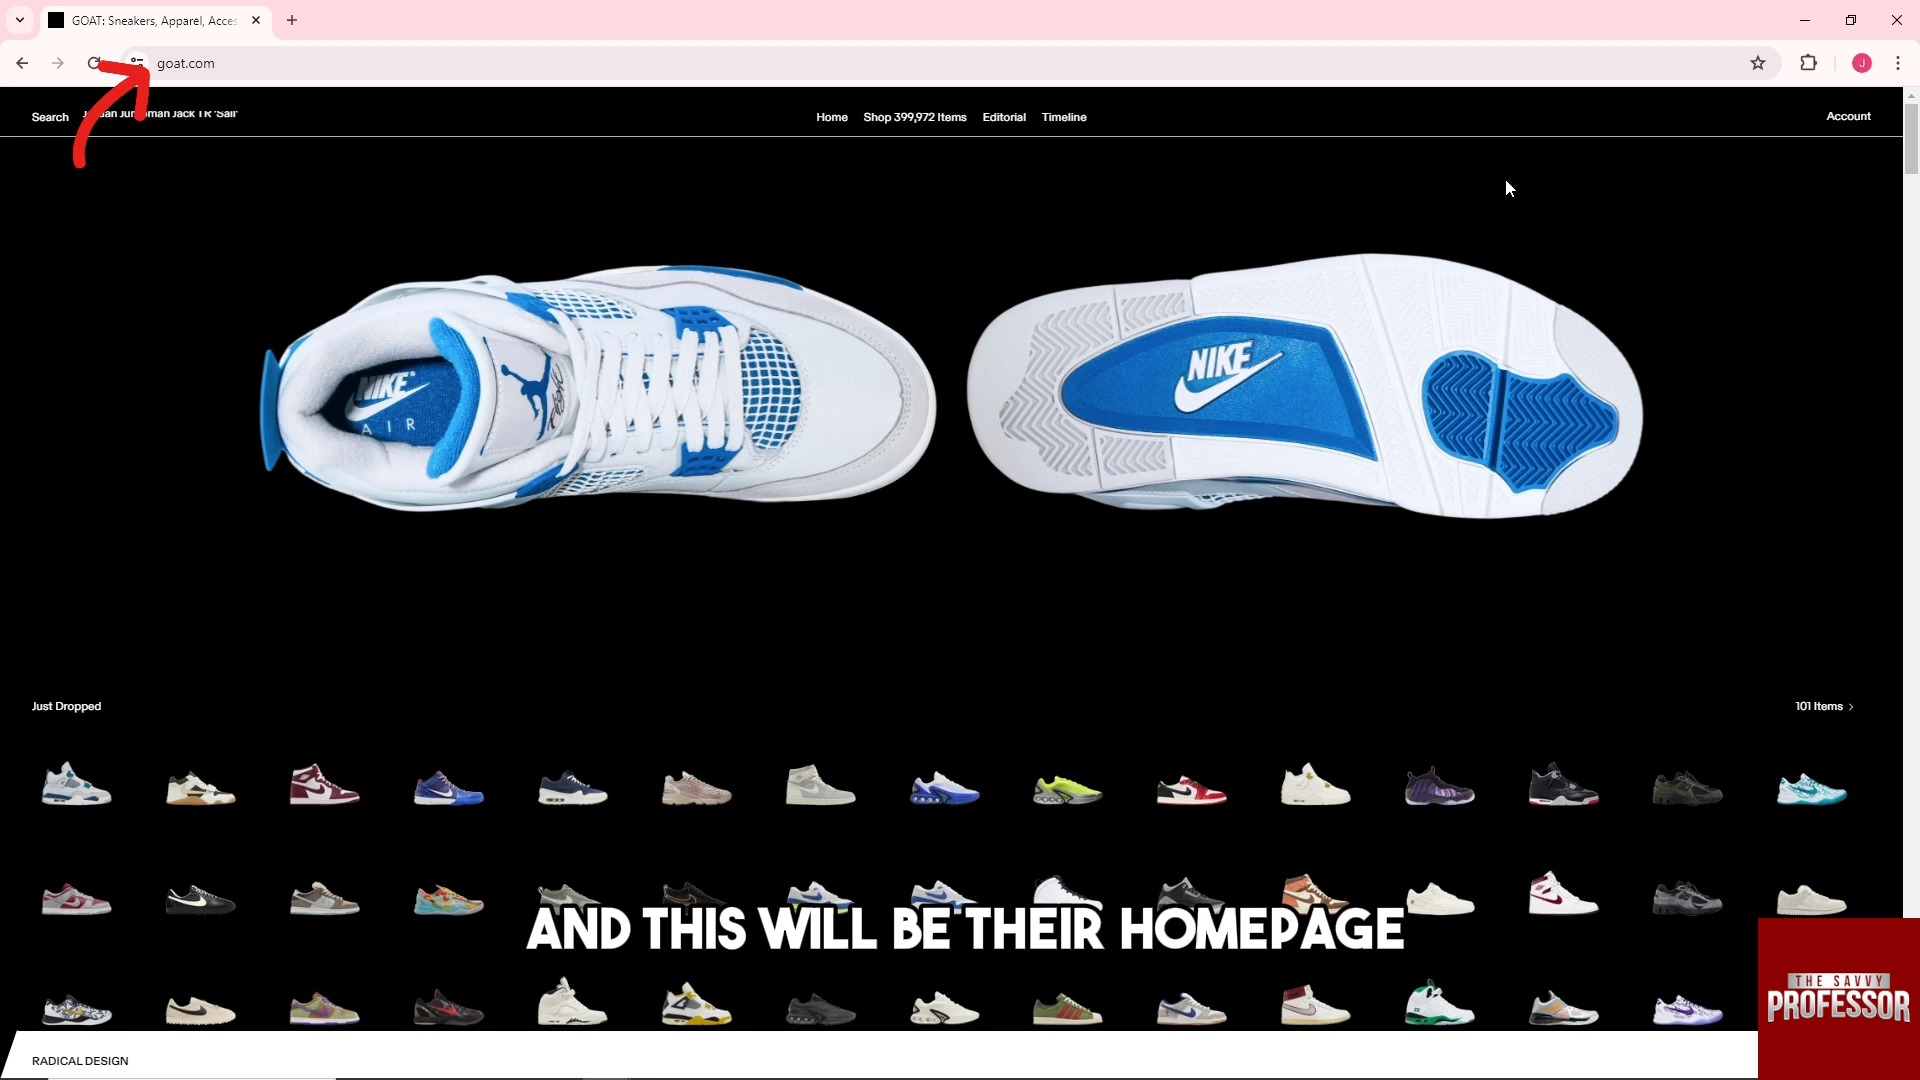 GOAT: Sneakers, Apparel, Acces
goat.com
J
Search
Home Shop 399,972 Items Editorial Timeline
Account
NIKE
AIR
NIKE
Just Dropped
101 Items
AND THIS WILL BE THEIR HOMEPAGE
THE SAVVY
PROFESSOR
RADICAL DESIGN